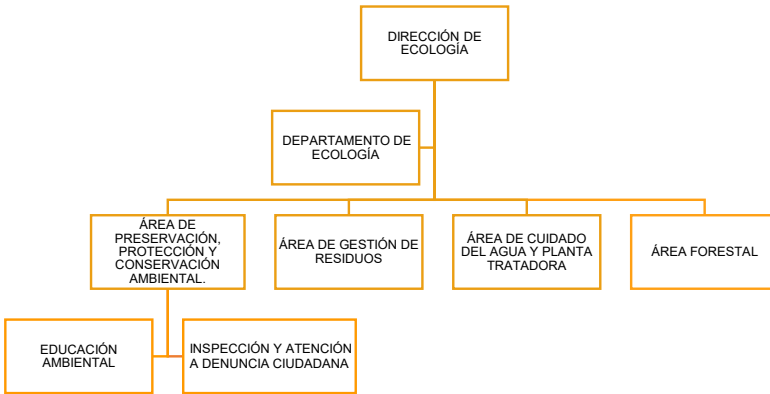 DIRECCIÓN DE
ECOLOGÍA
DEPARTAMENTO DE
ECOLOGÍA
ÁREA DE
PRESERVACIÓN,
PROTECCIÓN Y
CONSERVACIÓN
AMBIENTAL.
ÁREA DE GESTIÓN DE
RESIDUOS
ÁREA DE CUIDADO
DEL AGUA Y PLANTA
TRATADORA
ÁREA FORESTAL
EDUCACIÓN
AMBIENTAL
INSPECCIÓN Y ATENCIÓN
A DENUNCIA CIUDADANA